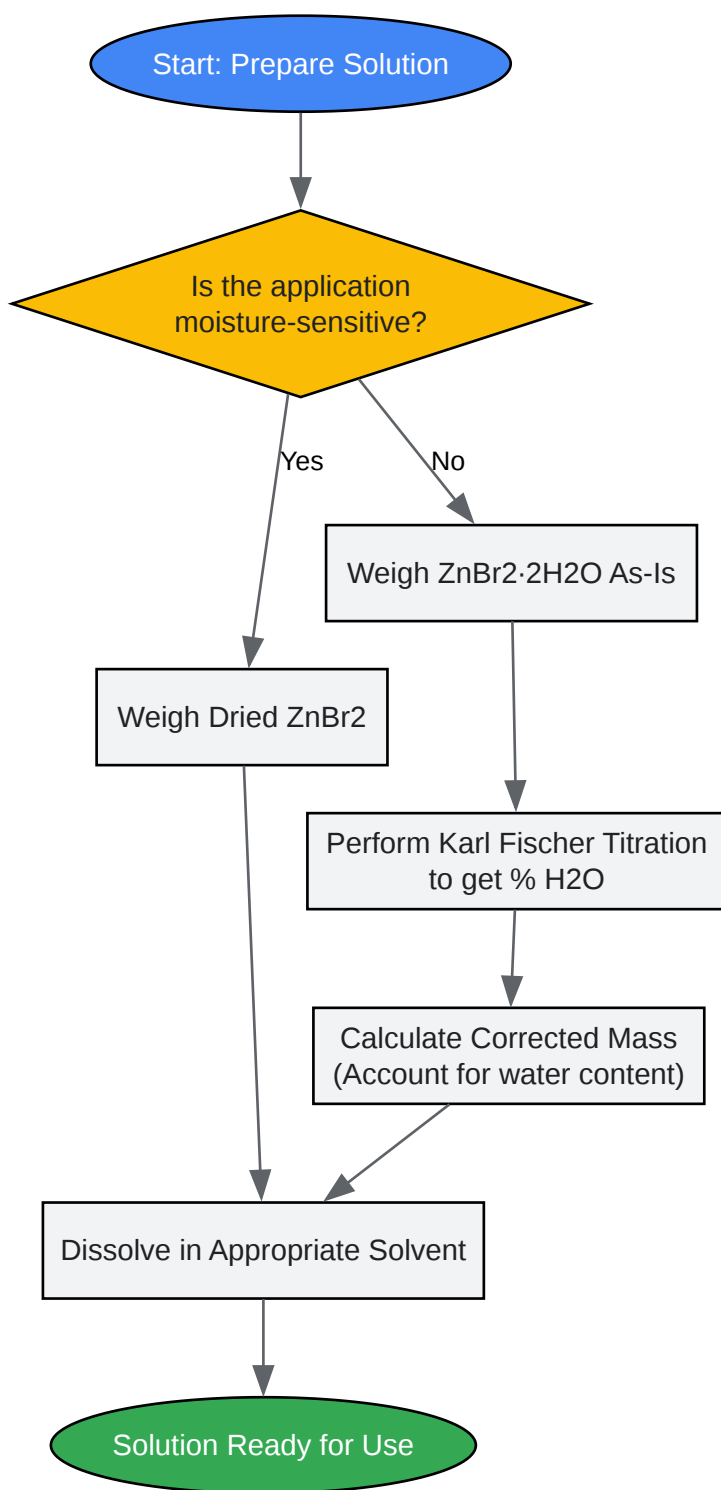 Start: Prepare Solution
Is the application
moisture-sensitive?
Yes
No
Weigh ZnBr2·2H2O As-Is
Weigh Dried ZnBr2
Perform Karl Fischer Titration
to get % H2O
Calculate Corrected Mass
(Account for water content)
Dissolve in Appropriate Solvent
Solution Ready for Use